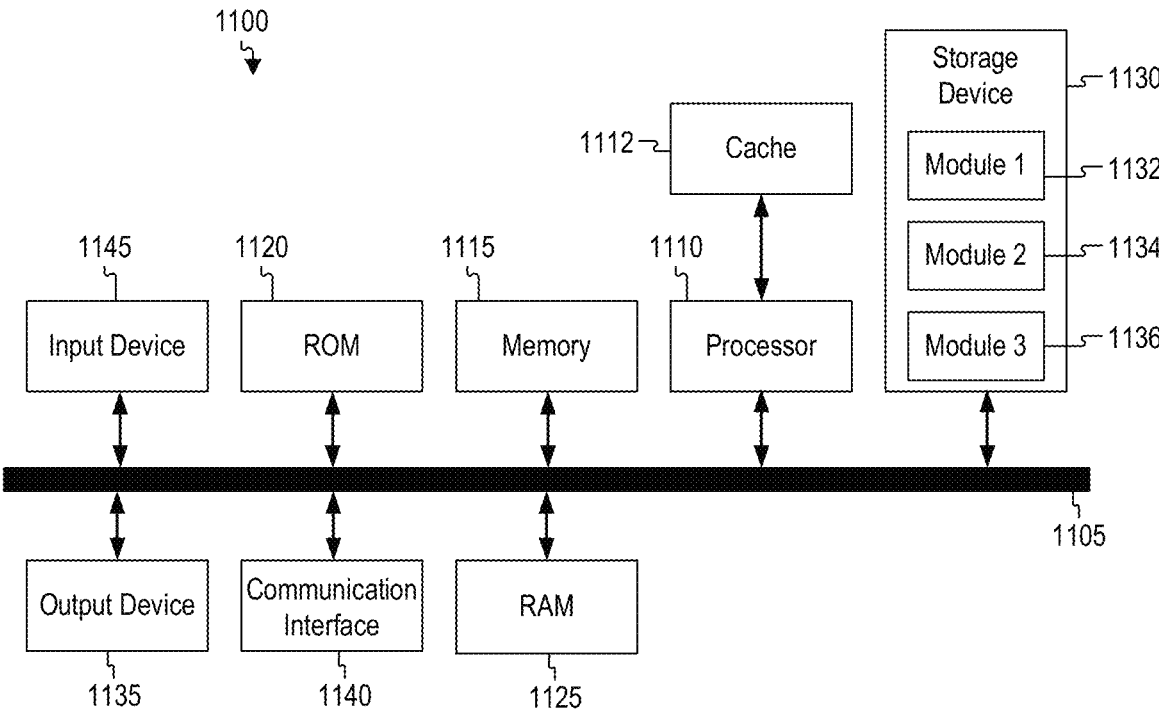 1100
Storage
Device
1130
1112
Cache
Module 1
1132
1145
1120
1115
1110
Module 2
1134
Input Device
ROM
Memory
Processor
Module 3
1136
1105
Output Device
Communication
Interface
RAM
1135
1140
1125